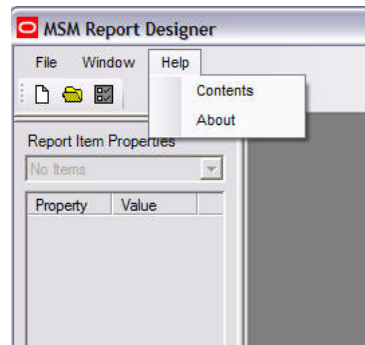 MSM Report Designer
File Window Help
Contents
About
Report Item Properties
No Items
Property Value